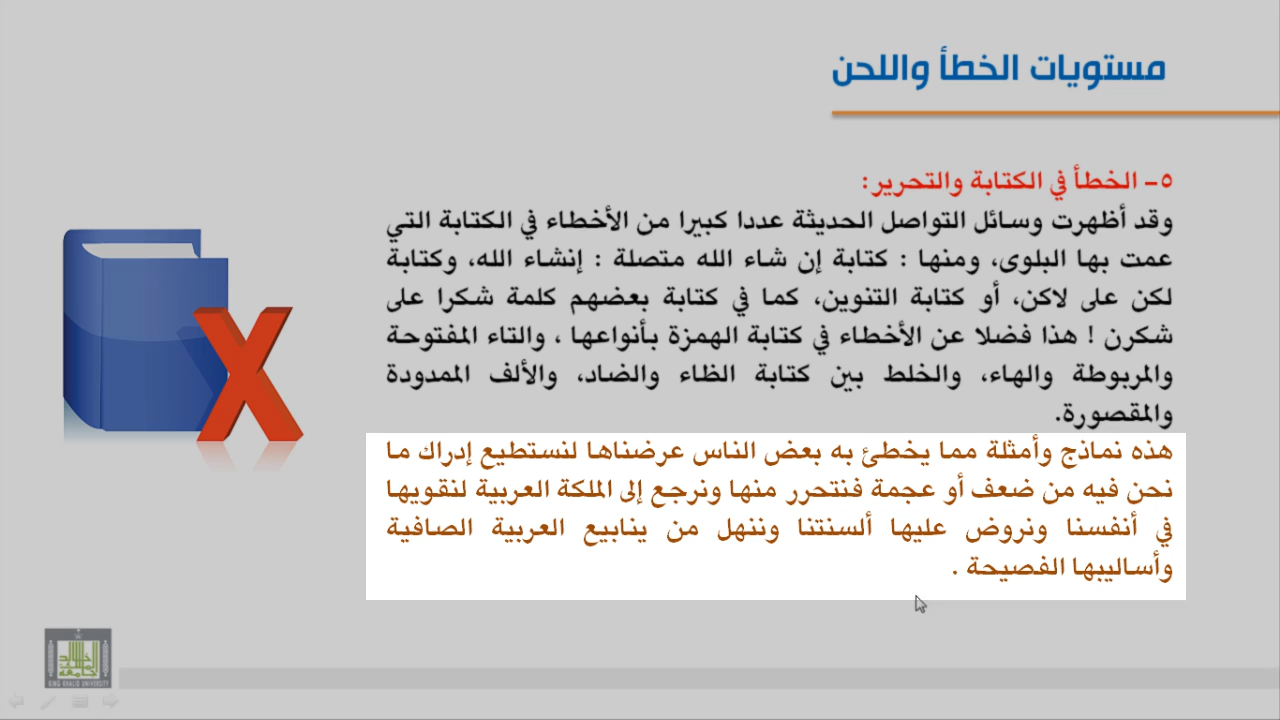 مستويات الخطأ واللحن
٥- الخطأ في الكتابة والتحرير:
وقد أظهرت وسائل التواصل الحديثة عددا كبيرا من الأخطاء في الكتابة التي
عمت بها البلوى، ومنها : كتابة إن شاء الله متصلة : إنشاء الله، وكتابة
لكن على لاكن، أو كتابة التنوين، كما في كتابة بعضهم كلمة شكرا على
شكرن ! هذا فضلا عن الأخطاء في كتابة الهمزة بأنواعها ، والتاء المفتوحة
والمربوطة والهاء، والخلط بين كتابة الظاء والضاد، والألف الممدودة
والمقصورة.
هذه نماذج وأمثلة مما يخطئ به بعض الناس عرضناها لنستطيع إدراك ما
نحن فيه من ضعف أو عجمة فنتحرر منها ونرجع إلى الملكة العربية لنقويها
في أنفسنا ونروض عليها ألسنتنا وننهل من ينابيع العربية الصافية
وأساليبها الفصيحة .
KING KHALID UNIVERSITY